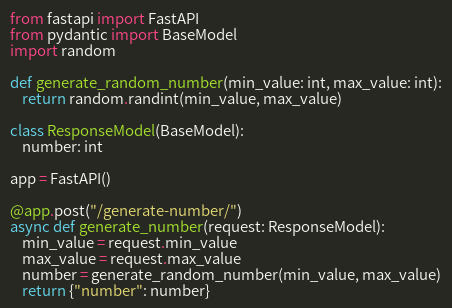 from fastapi import FastAPI
from pydantic import BaseModel
import random

def generate_random_number(min_value: int, max_value: int):
    return random.randint(min_value, max_value)

class ResponseModel(BaseModel):
    number: int

app = FastAPI()

@app.post("/generate-number/")
async def generate_number(request: ResponseModel):
    min_value = request.min_value
    max_value = request.max_value
    number = generate_random_number(min_value, max_value)
    return {"number": number}